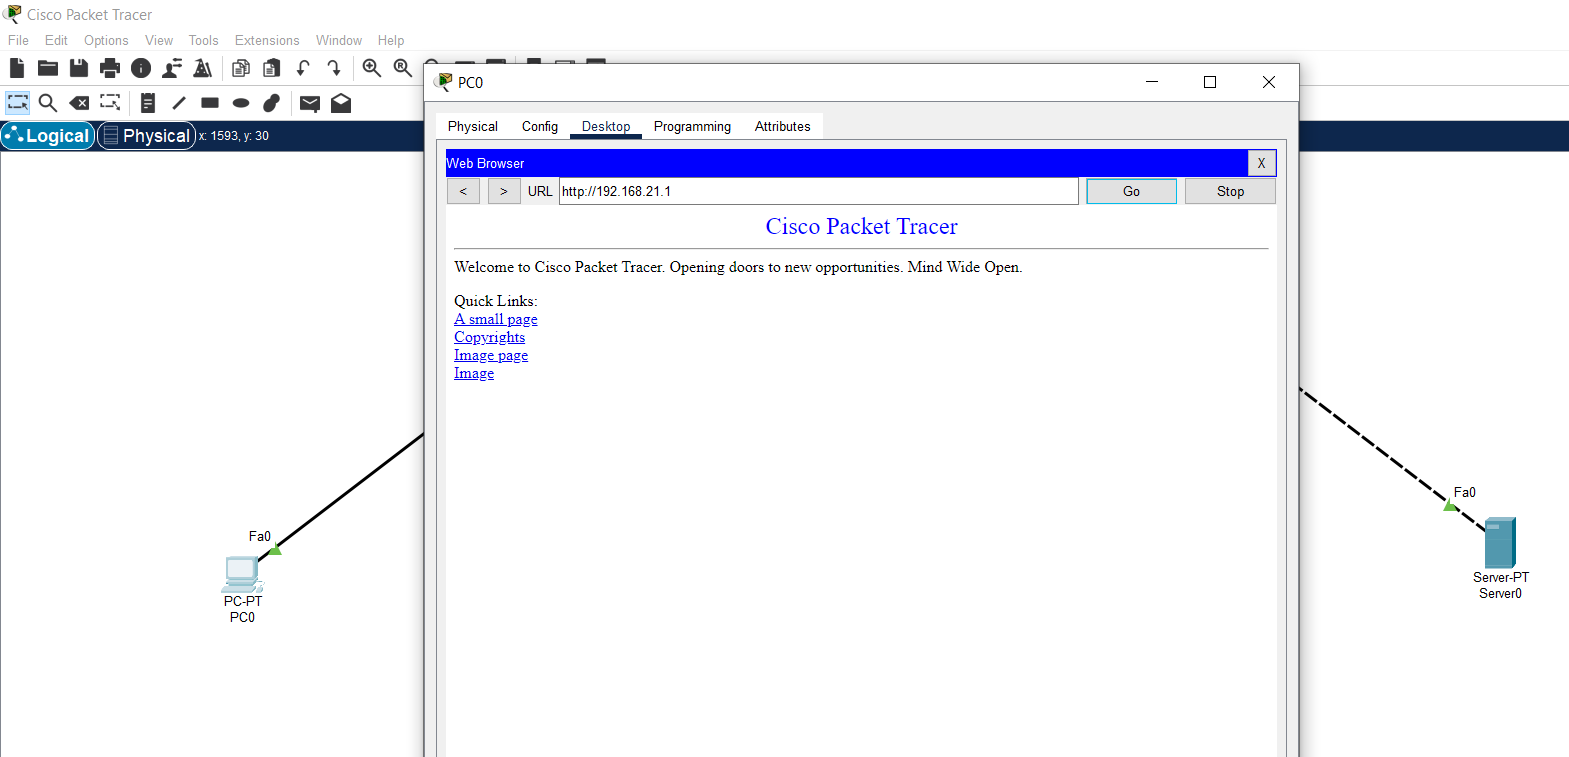 Cisco Packet Tracer
File Edit Options View Tools Extensions Window Help
PC0
Logical Physical x: 1593, y: 30
Physical Config Desktop Programming Attributes
Web Browser X
< > URL http://192.168.21.1 Go Stop
Cisco Packet Tracer
Welcome to Cisco Packet Tracer. Opening doors to new opportunities. Mind Wide Open.
Quick Links:
A small page
Copyrights
Image page
Image
Fa0
PC-PT
PC0
Fa0
Server-PT
Server0